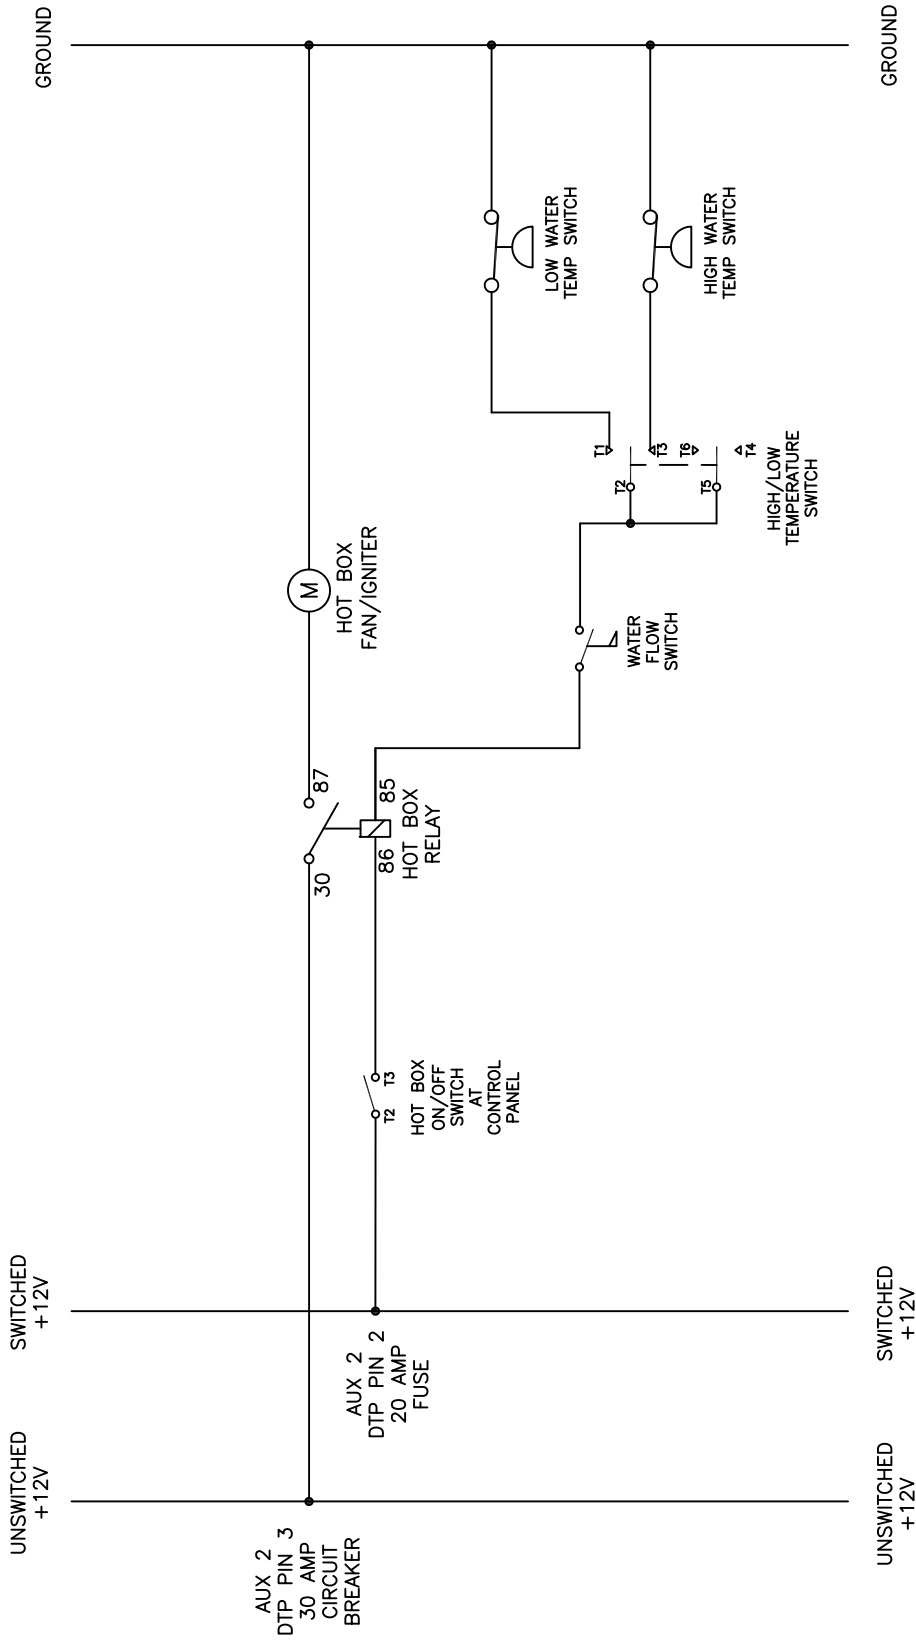 UNSWITCHED
+12V
SWITCHED
+12V
GROUND
AUX 2
DTP PIN 3
30 AMP
CIRCUIT
BREAKER
30
87
M
HOT BOX
FAN/IGNITER
AUX 2
DTP PIN 2
20 AMP
FUSE
T2
T3
HOT BOX
ON/OFF
SWITCH
AT
CONTROL
PANEL
86
85
HOT BOX
RELAY
WATER
FLOW
SWITCH
LOW WATER
TEMP SWITCH
T1
T2
T3
HIGH WATER
TEMP SWITCH
T6
T5
T4
HIGH/LOW
TEMPERATURE
SWITCH
UNSWITCHED
+12V
SWITCHED
+12V
GROUND